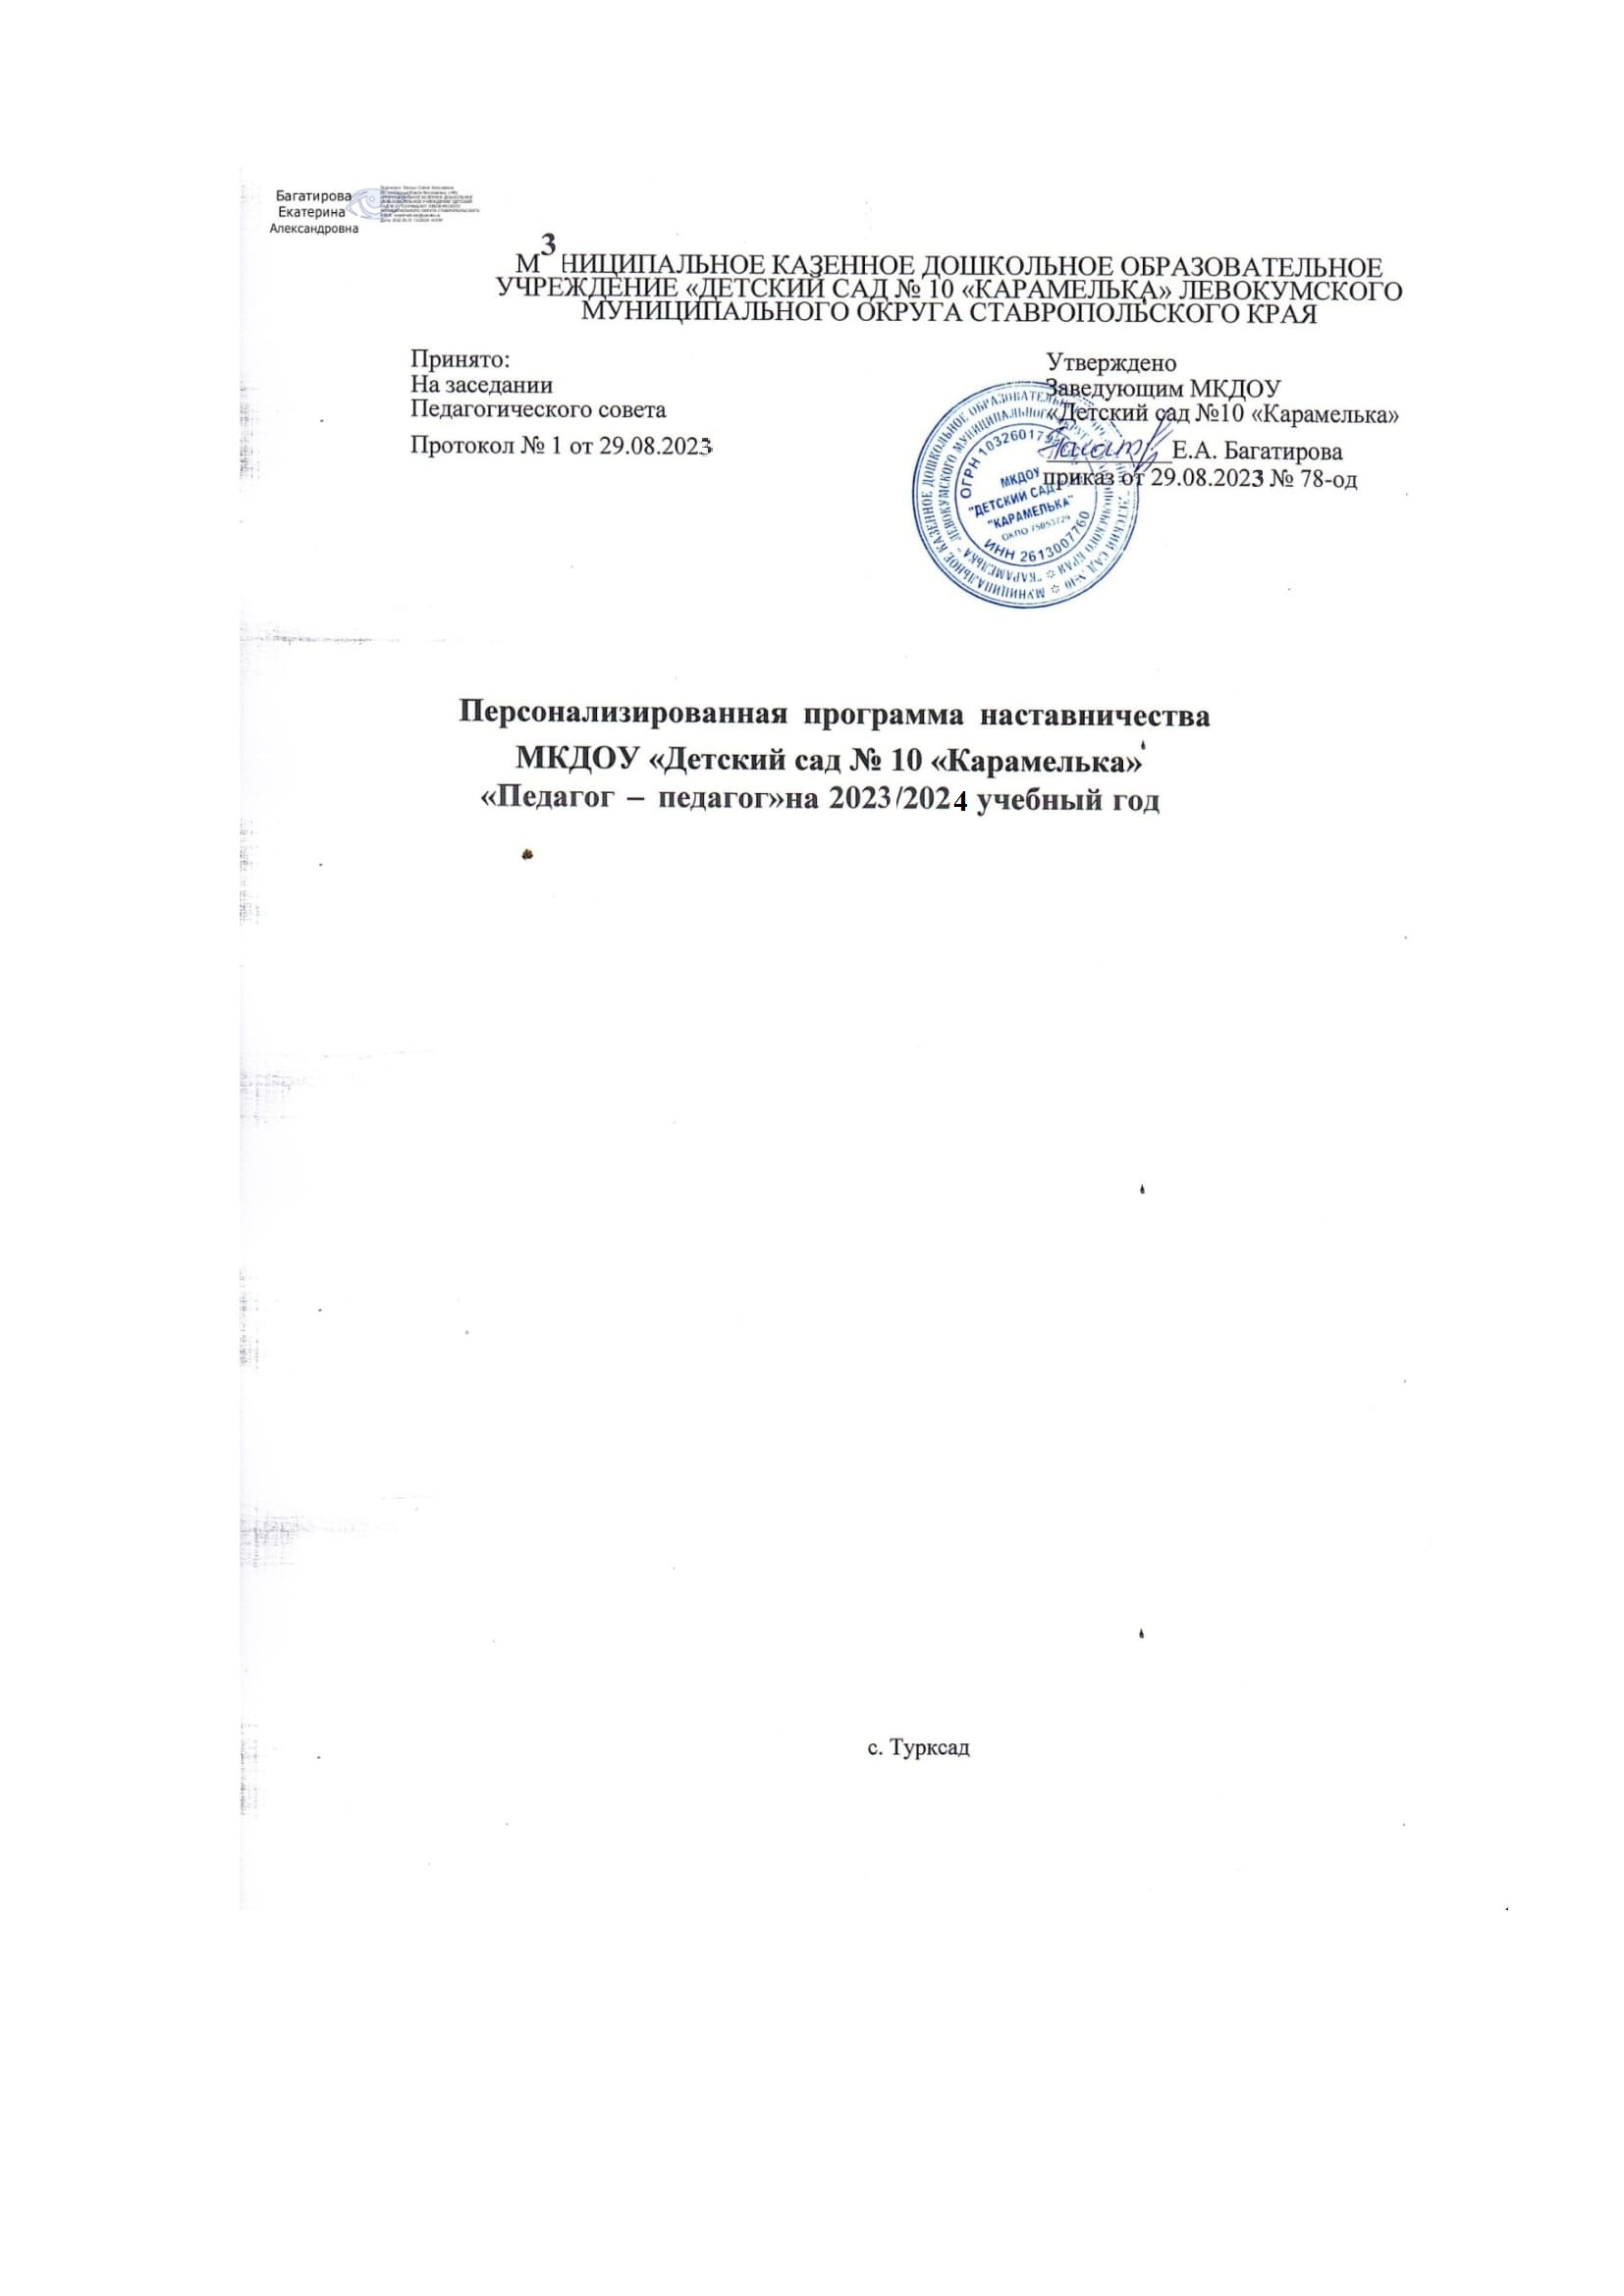 Багатирова
Екатерина
Александровна
3
М НИЦИПАЛЬНОЕ КАЗЕННОЕ ДОШКОЛЬНОЕ ОБРАЗОВАТЕЛЬНОЕ
УЧРЕЖДЕНИЕ «ДЕТСКИЙ САД № 10 «КАРАМЕЛЬКА» ЛЕВОКУМСКОГО
МУНИЦИПАЛЬНОГО ОКРУГА СТАВРОПОЛЬСКОГО КРАЯ
Принято:
На заседании
Педагогического совета
Протокол № 1 от 29.08.2023
Утверждено
Заведующим МКДОУ
«Детский сад №10 «Карамелька»
Е.А. Багатирова
приказ от 29.08.2023 № 78-од
МКДОУ
"ДЕТСКИЙ САД
"КАРАМЕЛЬКА"
ИНН 2613007760
Персонализированная программа наставничества
МКДОУ «Детский сад № 10 «Карамелька»
«Педагог – педагог»на 2023/2024 учебный год
с. Турксад